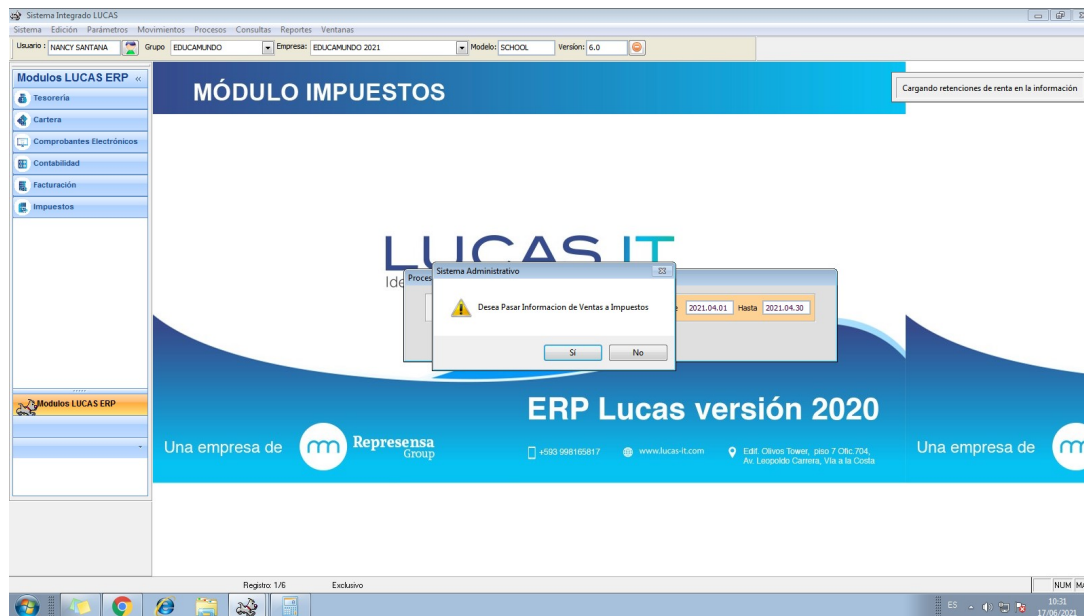 Sistema Integrado LUCAS
Sistema Edición Parámetros Movimientos Procesos Consultas Reportes Ventanas
Usuario : NANCY SANTANA Grupo EDUCAMUNDO Empresa: EDUCAMUNDO 2021 Modelo: SCHOOL Versión: 6.0
Modulos LUCAS ERP «
Tesorería
Cartera
Comprobantes Electrónicos
Contabilidad
Facturación
Impuestos
Modulos LUCAS ERP
MÓDULO IMPUESTOS
Cargando retenciones de renta en la información
LUCAS IT
Ide
Proces
Sistema Administrativo
Desea Pasar Informacion de Ventas a Impuestos
Sí No
2021.04.01 Hasta 2021.04.30
ERP Lucas versión 2020
Una empresa de
Represensa
Group
+593 998165817
www.lucas-it.com
Edif. Olivos Tower, piso 7 Ofic.704,
Av. Leopoldo Carrera, Vía a la Costa
Una empresa de
Registro: 1/6 Exclusivo
NUM MA
ES
10:31
17/06/2021